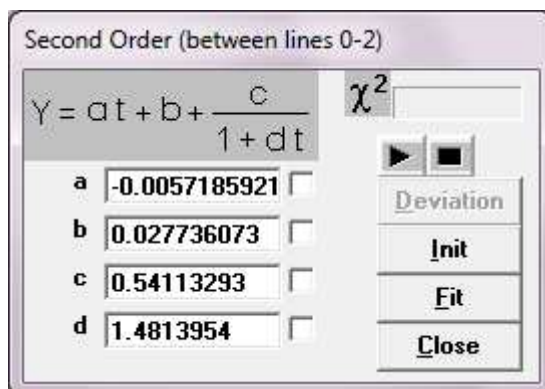 Second Order (between lines 0-2)
Y = at + b + c / 1 + dt
χ²
a -0.0057185921
b 0.027736073
c 0.54113293
d 1.4813954
Deviation
Init
Fit
Close